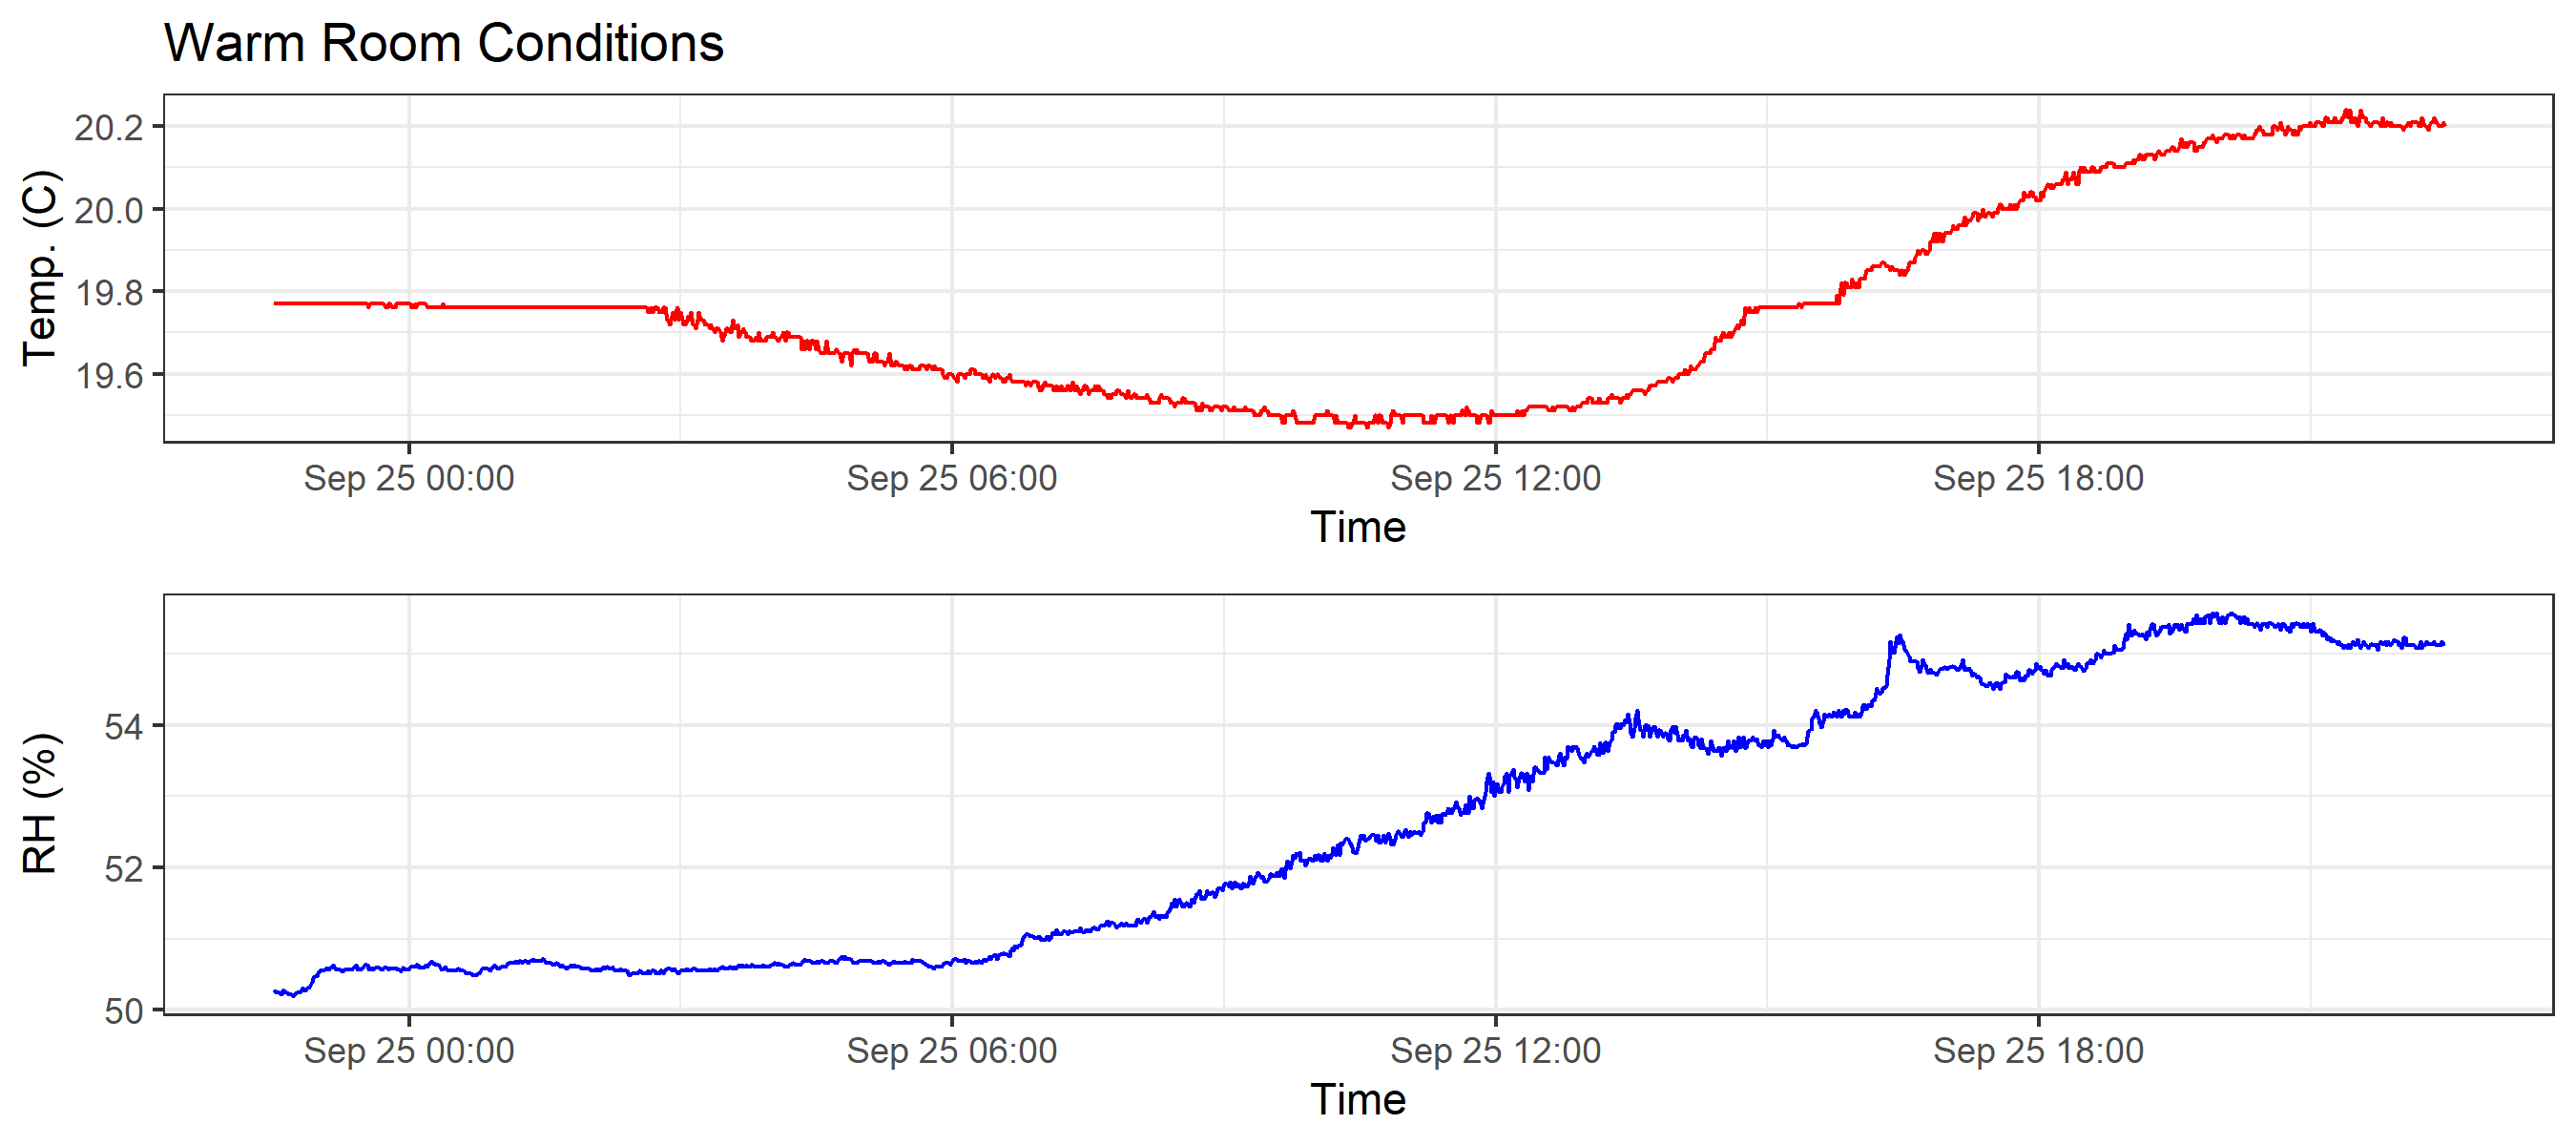 Warm Room Conditions
Temp. (C)
20.2
20.0
19.8
19.6
Sep 25 00:00 Sep 25 06:00 Sep 25 12:00 Sep 25 18:00
Time
RH (%)
54
52
50
Sep 25 00:00 Sep 25 06:00 Sep 25 12:00 Sep 25 18:00
Time